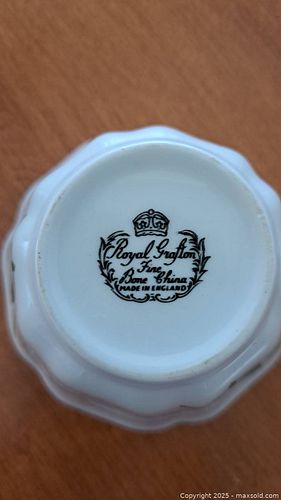 Royal Grafton
Fine
Bone China
MADE IN ENGLAND
Copyright 2025 - maxsold.com